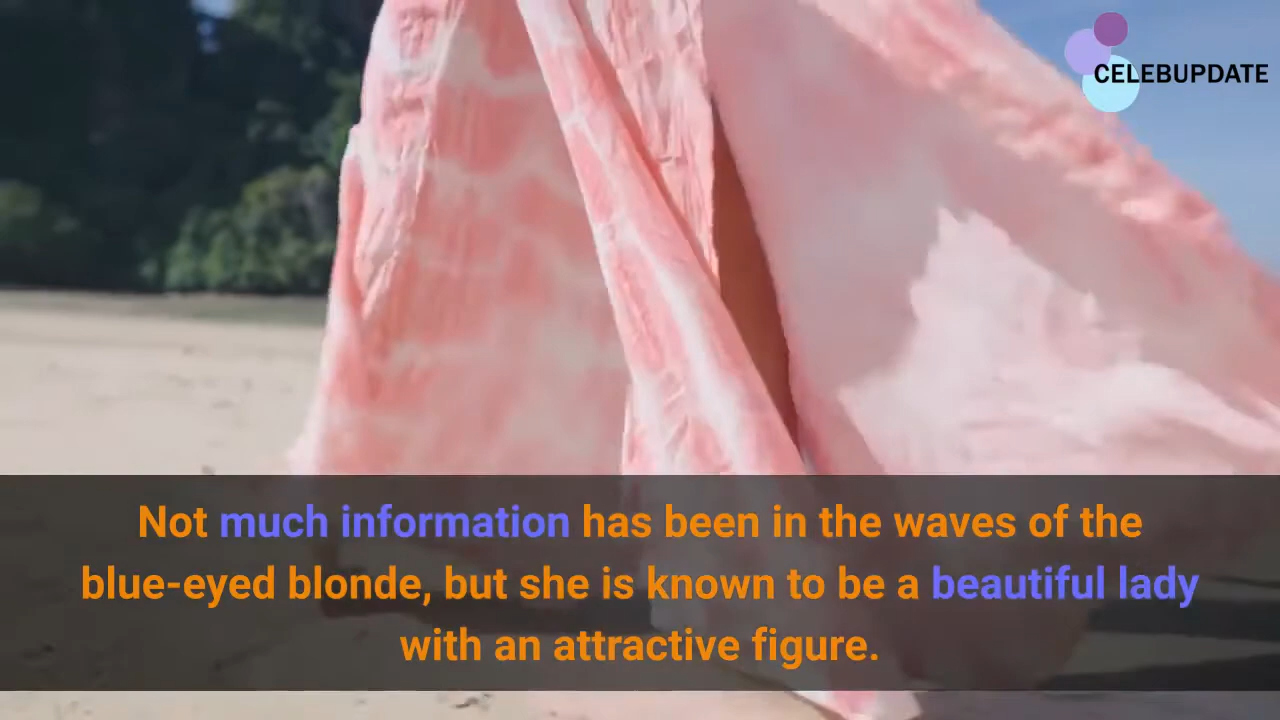 CELEBUPDATE
Not much information has been in the waves of the
blue-eyed blonde, but she is known to be a beautiful lady
with an attractive figure.